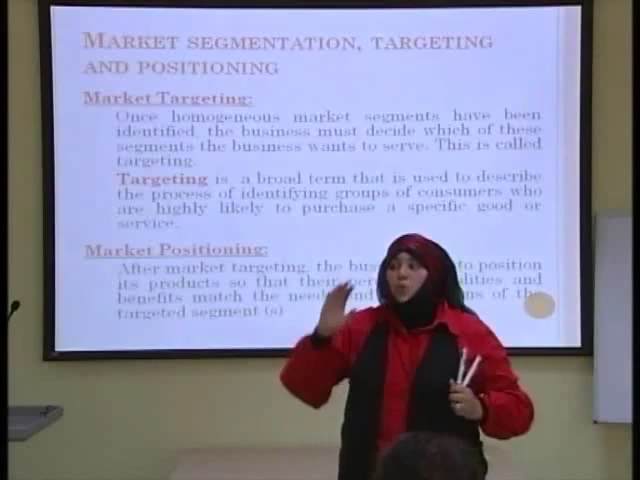 MARKET SEGMENTATION, TARGETING
AND POSITIONING
Market Targeting:
Once homogeneous market segments have been
identified, the business must decide which of these
segments the business wants to serve. This is called
targeting.
Targeting is a broad term that is used to describe
the process of identifying groups of consumers who
are highly likely to purchase a specific good or
service.
Market Positioning:
After market targeting, the to position
its products so that their and
benefits match the of the
targeted segment (s)